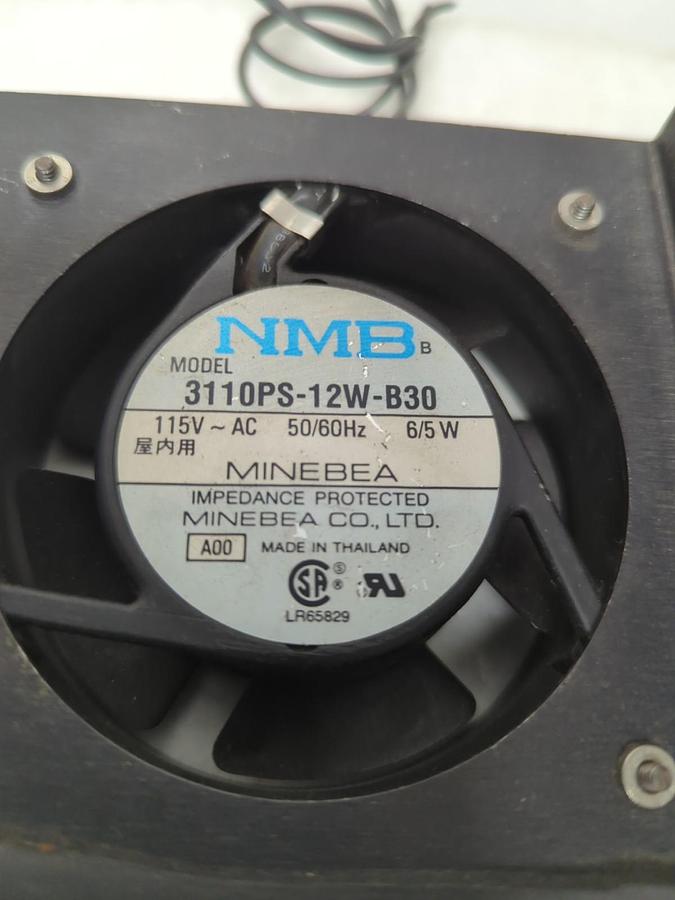 NMB B
MODEL
3110PS-12W-B30
115V ~ AC 50/60Hz 6/5 W
屋内用
MINEBEA
IMPEDANCE PROTECTED
MINEBEA CO., LTD.
A00 MADE IN THAILAND
LR65829